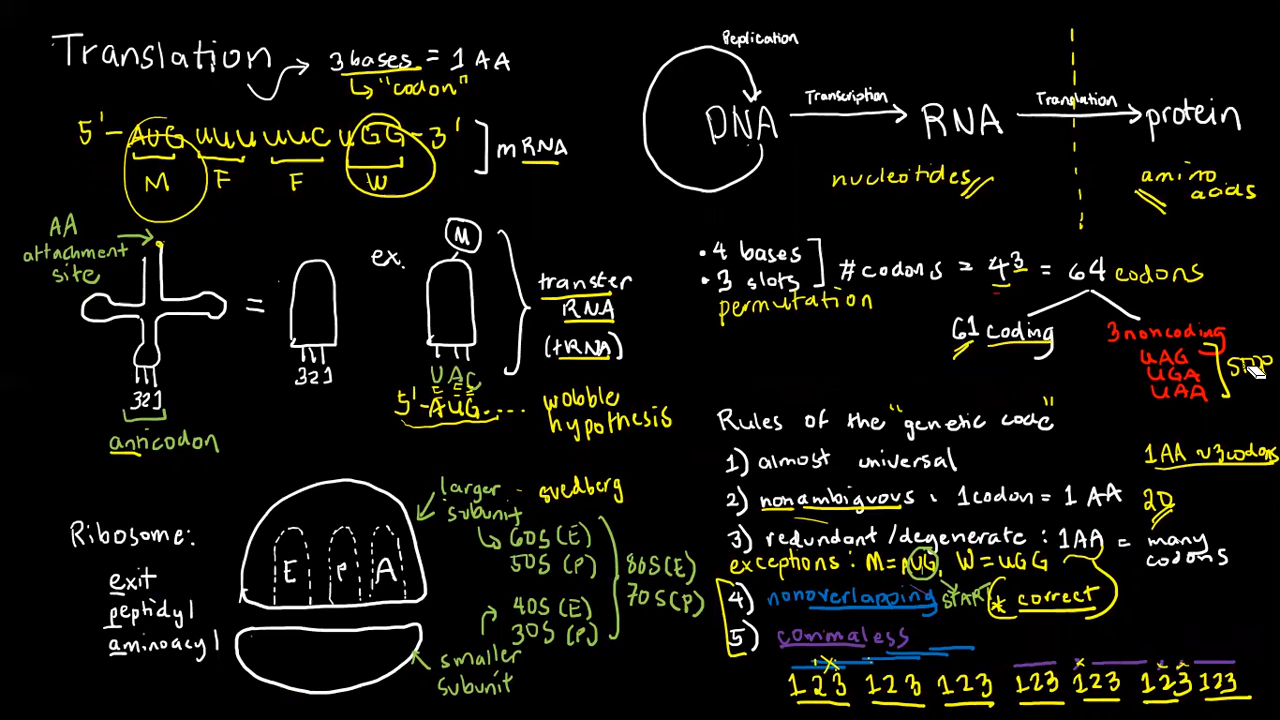 Translation
3 bases = 1 AA
"codon"
5'- AUG UUU UUC UGG -3'
mRNA
M F F W
AA
attachment
site
=
321
anticodon
321
ex.
M
UAC
5'-AUG....
transfer
RNA
(tRNA)
wobble
hypothesis
Ribosome:
exit
peptidyl
aminoacyl
E P A
larger
subunit
svedberg
60S (E)
50S (P)
40S (E)
30S (P)
80S (E)
70S (P)
smaller
subunit
Replication
DNA
Transcription
RNA
Translation
protein
nucleotides
amino
acids
• 4 bases
• 3 slots
permutation
#codons = 4³ = 64 codons
61 coding
3 noncoding
UAG
UGA
UAA
Rules of the "genetic code"
1) almost universal
1AA ~3codons
2) nonambiguous : 1 codon = 1 AA
20
3) redundant/degenerate : 1AA = many
codons
exceptions : M = AUG, W = UGG
4) nonoverlapping
START
* correct
5) commaless
123 123 123 123 123 123 123